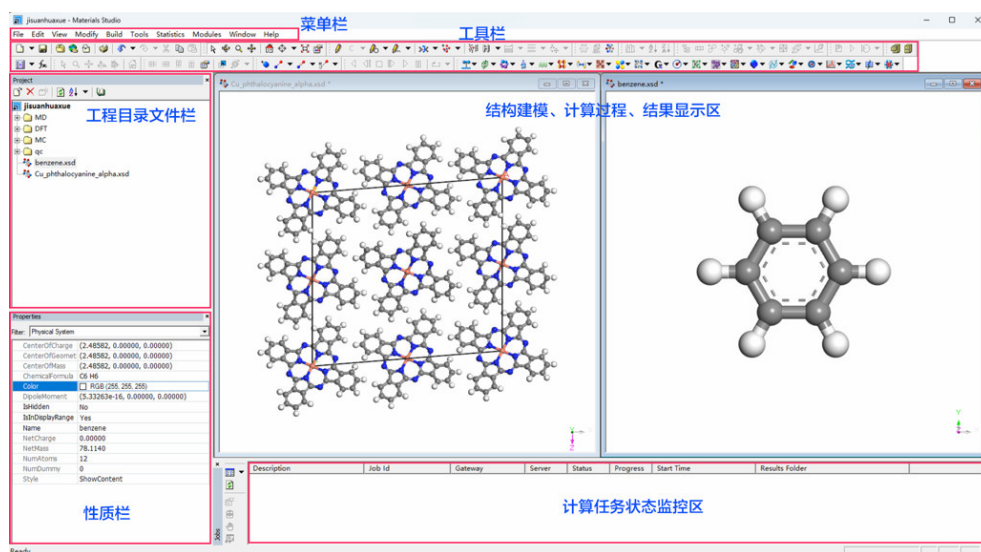 jisuanhuaxue - Materials Studio
菜单栏
File Edit View Modify Build Tools Statistics Modules Window Help
工具栏
Project
jisuanhuaxue
工程目录文件栏
MD
DFT
MC
qc
benzene.xsd
Cu_phthalocyanine_alpha.xsd
Cu_phthalocyanine_alpha.xsd *
benzene.xsd *
结构建模、计算过程、结果显示区
Properties
Filter: Physical System
CenterOfCharge (2.48582, 0.00000, 0.00000)
CenterOfGeomet (2.48582, 0.00000, 0.00000)
CenterOfMass (2.48582, 0.00000, 0.00000)
ChemicalFormula C6 H6
Color RGB (255, 255, 255)
DipoleMoment (5.33263e-16, 0.00000, 0.00000)
IsHidden No
IsInDisplayRange Yes
Name benzene
NetCharge 0.00000
NetMass 78.1140
NumAtoms 12
NumDummy 0
Style ShowContent
性质栏
Description Job Id Gateway Server Status Progress Start Time Results Folder
计算任务状态监控区
Jobs
Ready